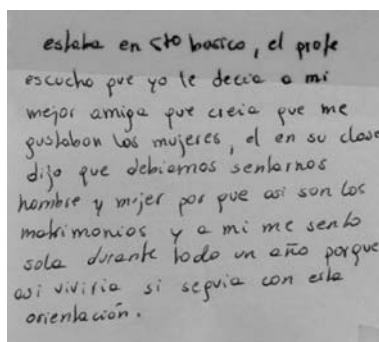 estaba en 5to basico, el profe
escucho que yo le decia a mi
mejor amiga que creia que me
gustaban las mujeres, el en su clase
dijo que debiamos sentarnos
hombre y mujer por que asi son los
matrimonios y a mi me sento
sola durante todo un año porque
asi viviria si seguia con esta
orientación.